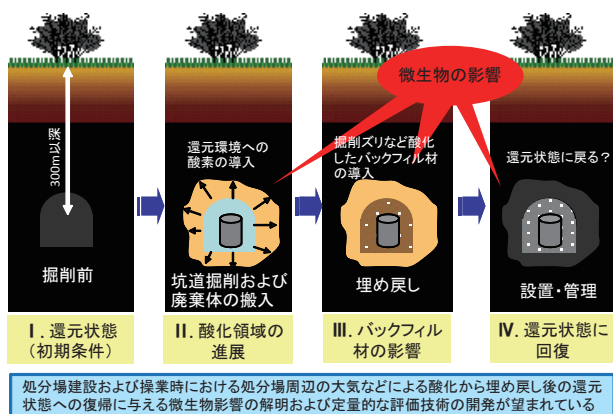 微生物の影響
300m以深
掘削前
還元環境への
酸素の導入
坑道掘削および
廃棄体の搬入
掘削ズリなど酸化
したバックフィル材
の導入
埋め戻し
還元状態に戻る？
設置・管理
Ⅰ．還元状態
（初期条件）
Ⅱ．酸化領域の
進展
Ⅲ．バックフィル
材の影響
Ⅳ．還元状態に
回復
処分場建設および操業時における処分場周辺の大気などによる酸化から埋め戻し後の還元
状態への復帰に与える微生物影響の解明および定量的な評価技術の開発が望まれている